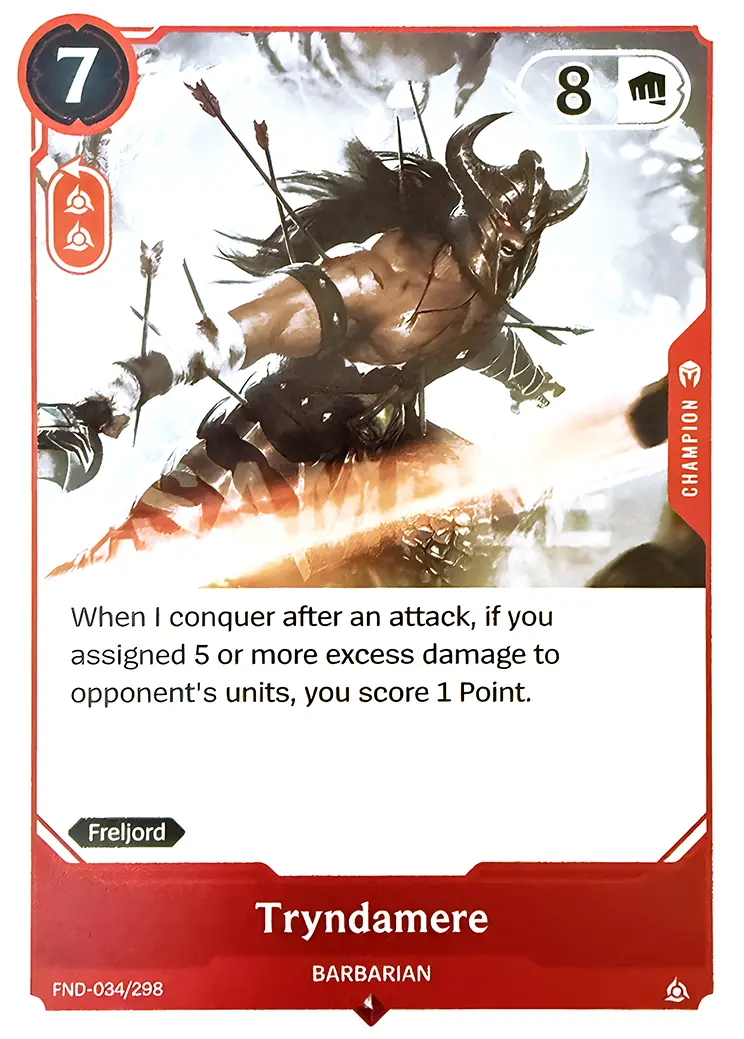 7
8
CHAMPION
When I conquer after an attack, if you
assigned 5 or more excess damage to
opponent's units, you score 1 Point.
Freljord
Tryndamere
BARBARIAN
FND-034/298